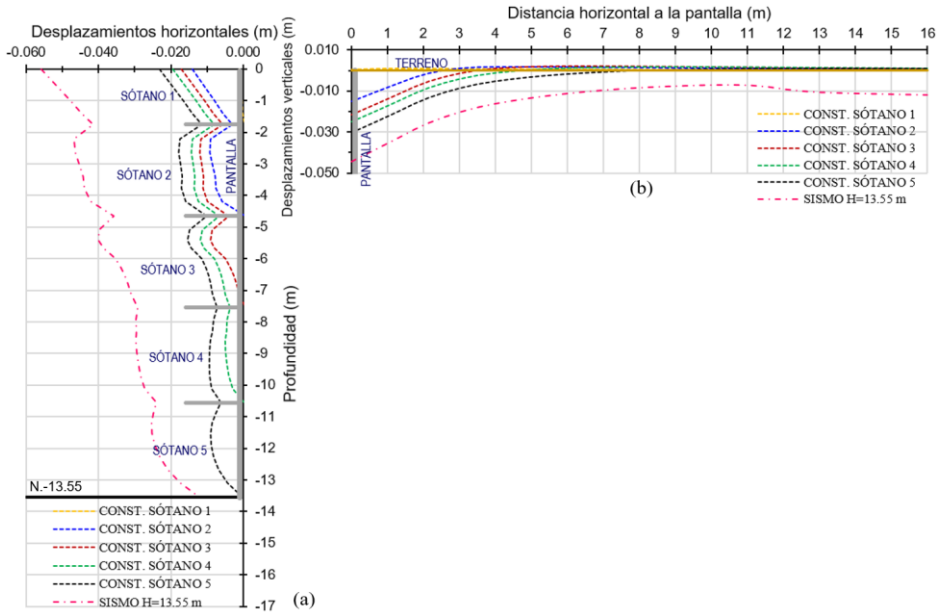 Desplazamientos horizontales (m)
-0.060
-0.040
-0.020
0.000
0
-1
-2
-3
-4
-5
-6
-7
-8
-9
-10
-11
-12
-13
-14
-15
-16
-17
Profundidad (m)
SÓTANO 1
SÓTANO 2
SÓTANO 3
SÓTANO 4
SÓTANO 5
PANTALLA
N.-13.55
CONST. SÓTANO 1
CONST. SÓTANO 2
CONST. SÓTANO 3
CONST. SÓTANO 4
CONST. SÓTANO 5
SISMO H=13.55 m
(a)
Distancia horizontal a la pantalla (m)
0 1 2 3 4 5 6 7 8 9 10 11 12 13 14 15 16
Desplazamientos verticales (m)
0.010
-0.010
-0.030
-0.050
TERRENO
PANTALLA
CONST. SÓTANO 1
CONST. SÓTANO 2
CONST. SÓTANO 3
CONST. SÓTANO 4
CONST. SÓTANO 5
SISMO H=13.55 m
(b)